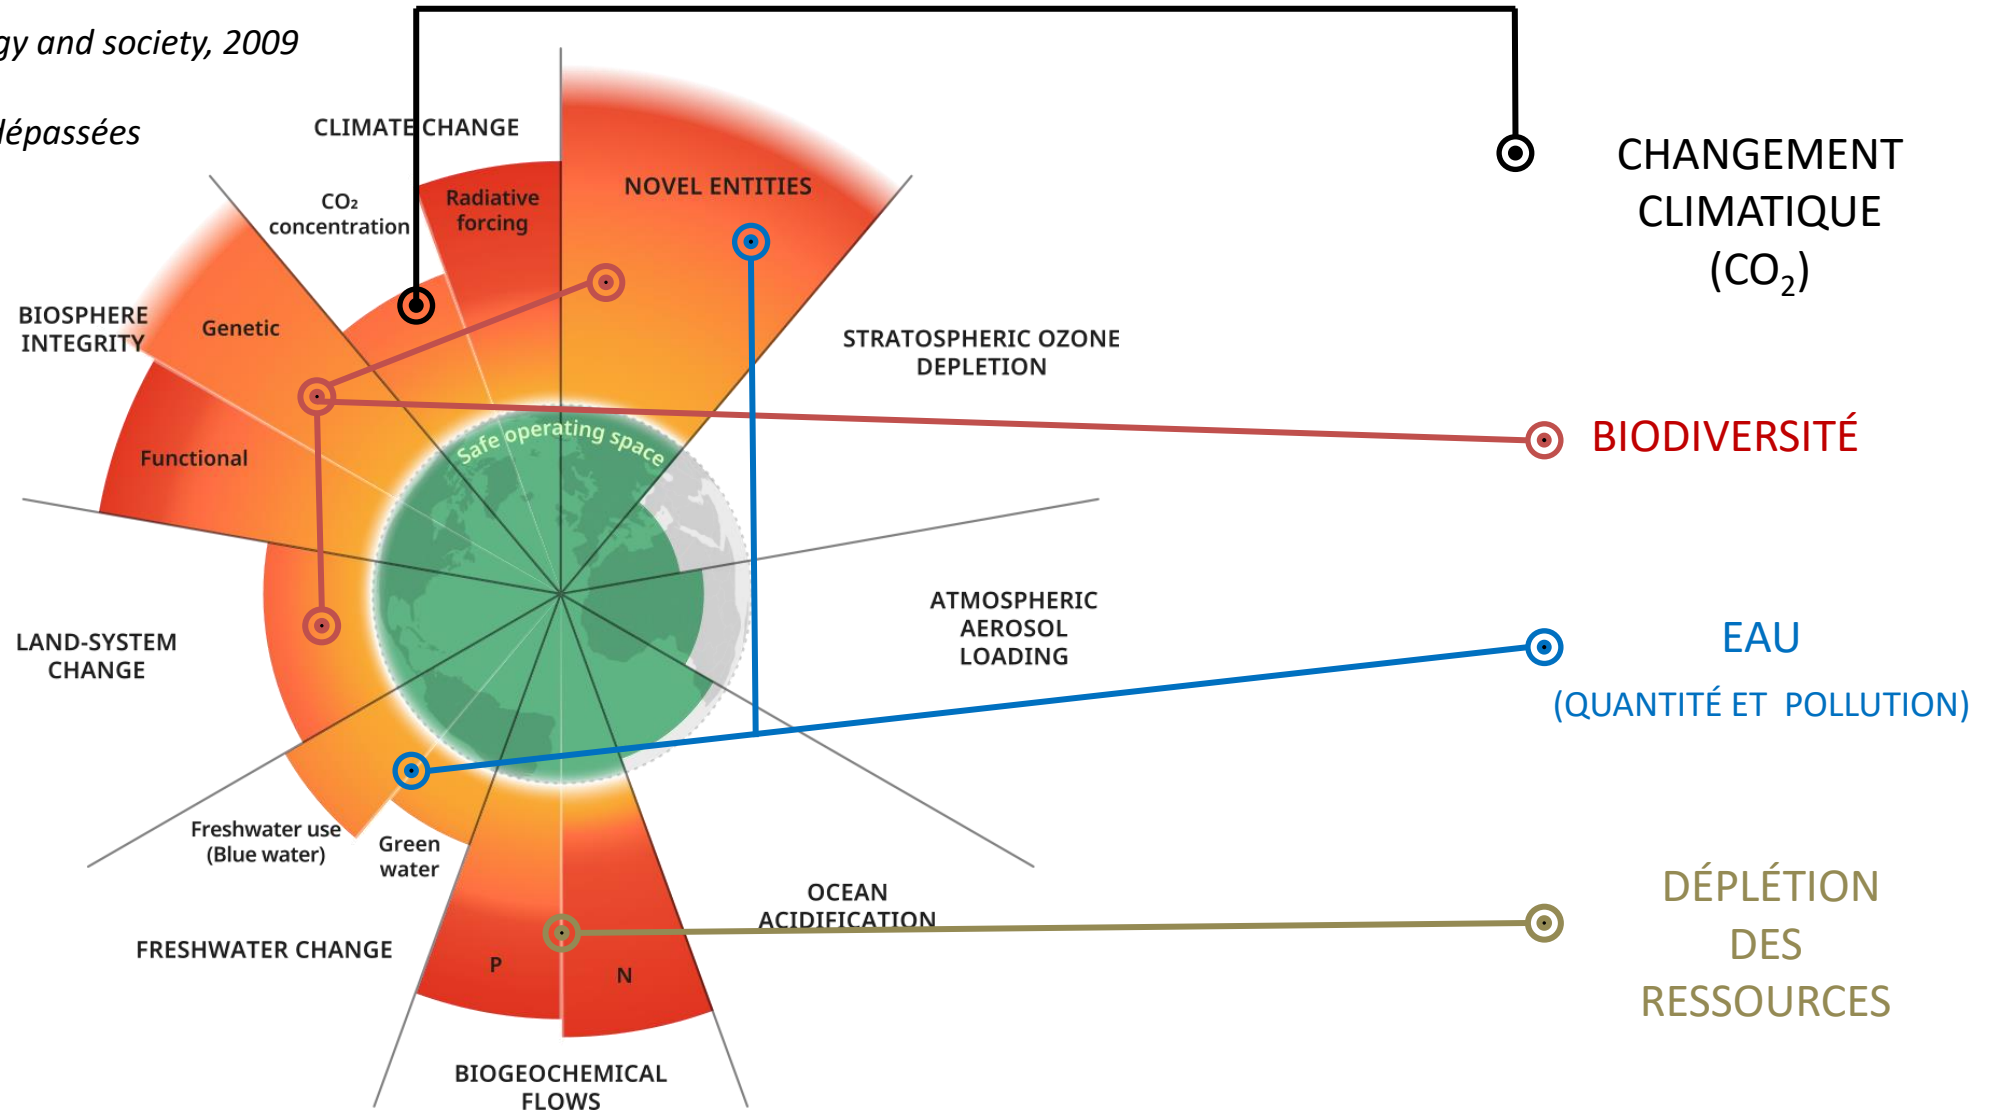 gy and society, 2009
dépassées
CLIMATE CHANGE
CO₂
concentration
Radiative
forcing
NOVEL ENTITIES
BIOSPHERE
INTEGRITY
Genetic
Functional
STRATOSPHERIC OZONE
DEPLETION
Safe operating space
ATMOSPHERIC
AEROSOL
LOADING
LAND-SYSTEM
CHANGE
Freshwater use
(Blue water)
Green
water
FRESHWATER CHANGE
P
N
OCEAN
ACIDIFICATION
BIOGEOCHEMICAL
FLOWS
CHANGEMENT
CLIMATIQUE
(CO₂)
BIODIVERSITÉ
EAU
(QUANTITÉ ET POLLUTION)
DÉPLÉTION
DES
RESSOURCES